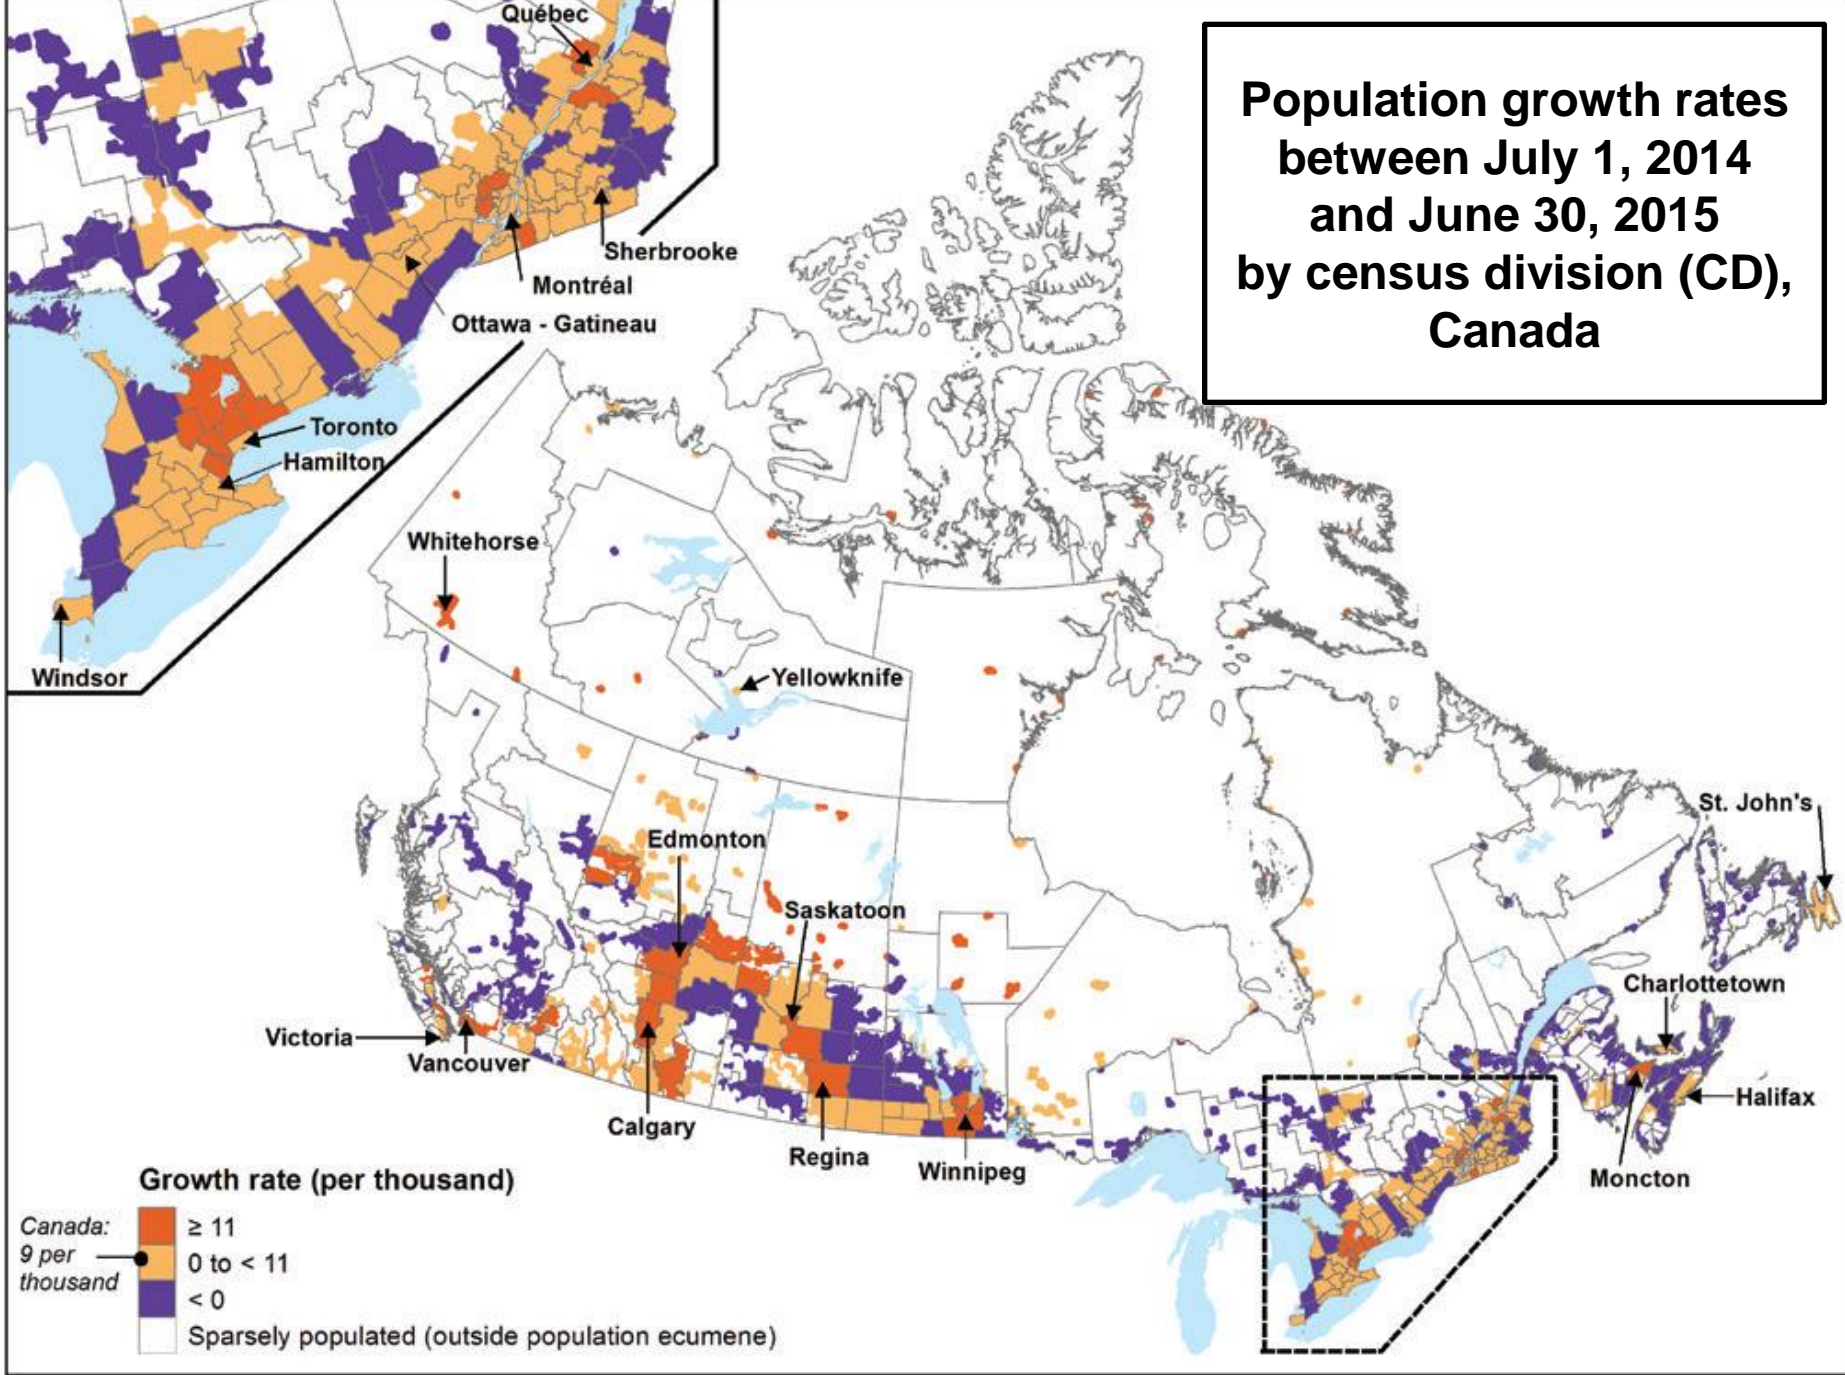 Population growth rates
between July 1, 2014
and June 30, 2015
by census division (CD),
Canada
Québec
Sherbrooke
Montréal
Ottawa - Gatineau
Toronto
Hamilton
Windsor
Whitehorse
Yellowknife
Edmonton
Saskatoon
St. John's
Charlottetown
Victoria
Vancouver
Halifax
Calgary
Regina
Winnipeg
Moncton
Growth rate (per thousand)
Canada:
9 per
thousand
≥ 11
0 to < 11
< 0
Sparsely populated (outside population ecumene)